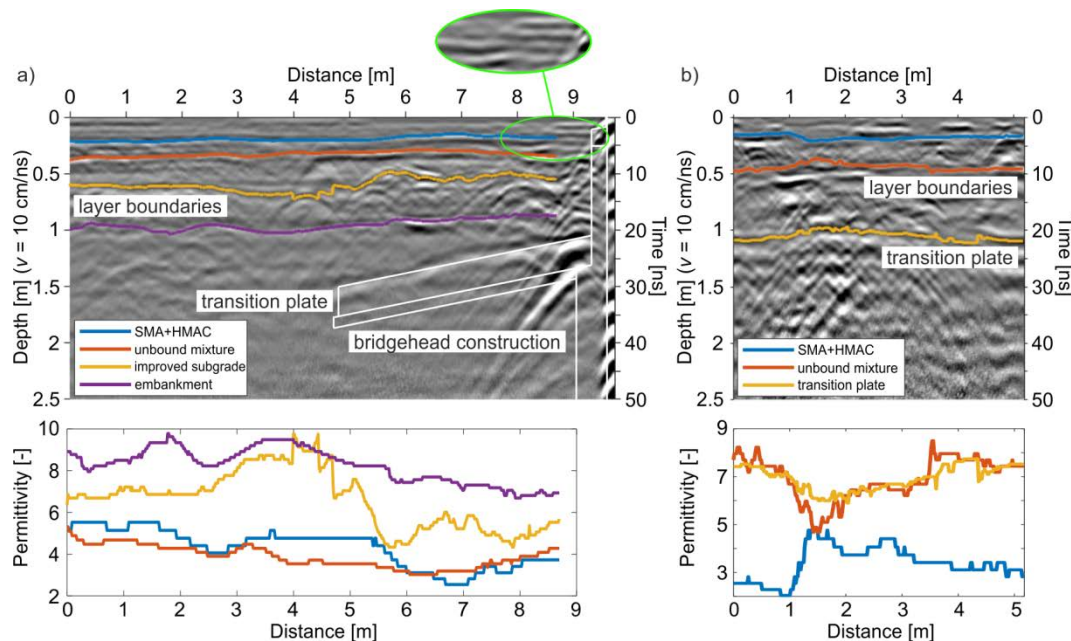 a)
Distance [m]
0 1 2 3 4 5 6 7 8 9
Depth [m] (v = 10 cm/ns)
0
0.5
1
1.5
2
2.5
0
10
20
30
40
50
Time [ns]
layer boundaries
transition plate
bridgehead construction
SMA+HMAC
unbound mixture
improved subgrade
embankment
Permittivity [-]
10
8
6
4
2
0 1 2 3 4 5 6 7 8 9
Distance [m]
b)
Distance [m]
0 1 2 3 4
Depth [m] (v = 10 cm/ns)
0
0.5
1
1.5
2
2.5
0
10
20
30
40
50
Time [ns]
layer boundaries
transition plate
SMA+HMAC
unbound mixture
transition plate
Permittivity [-]
9
7
5
3
0 1 2 3 4 5
Distance [m]